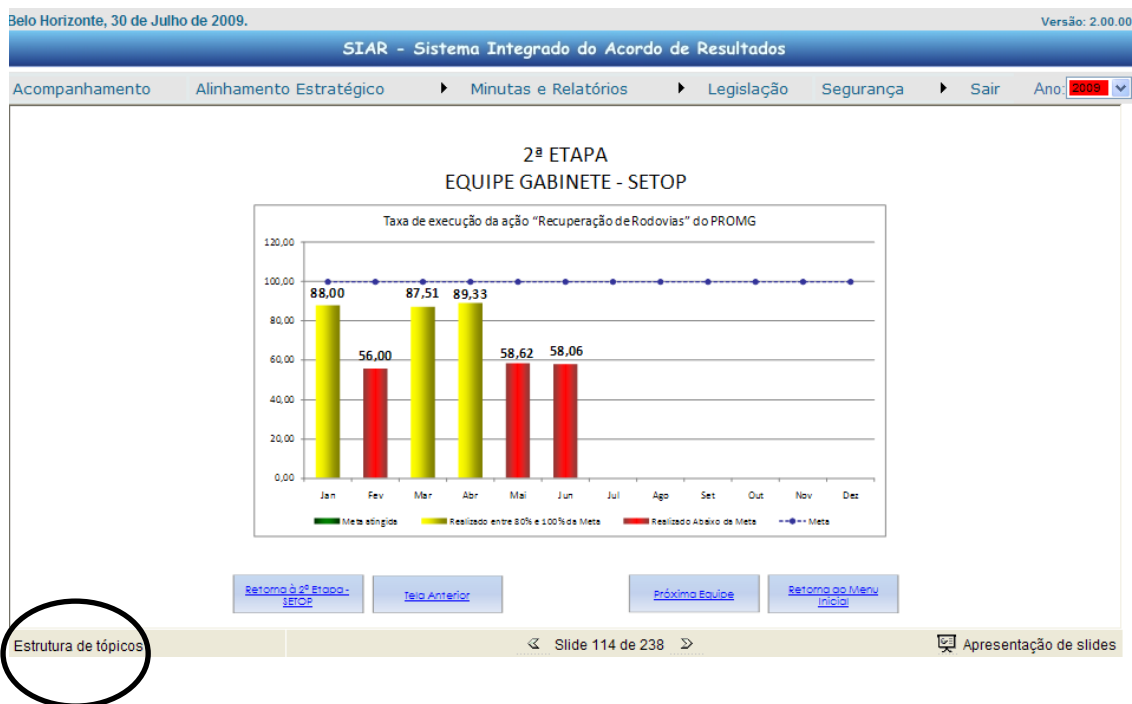 Belo Horizonte, 30 de Julho de 2009. Versão: 2.00.00
SIAR - Sistema Integrado do Acordo de Resultados
Acompanhamento Alinhamento Estratégico Minutas e Relatórios Legislação Segurança Sair Ano: 2009
2ª ETAPA
EQUIPE GABINETE - SETOP
Taxa de execução da ação “Recuperação de Rodovias” do PROMG
120,00
100,00
88,00 87,51 89,33
80,00
60,00
56,00 58,62 58,06
40,00
20,00
0,00
Jan Fev Mar Abr Mai Jun Jul Ago Set Out Nov Dez
Meta atingida Realizado entre 80% e 100% da Meta Realizado Abaixo da Meta Meta
Retorna à 2ª Etapa - SETOP Tela Anterior Próxima Equipe Retorna ao Menu Inicial
Estrutura de tópicos Slide 114 de 238 Apresentação de slides